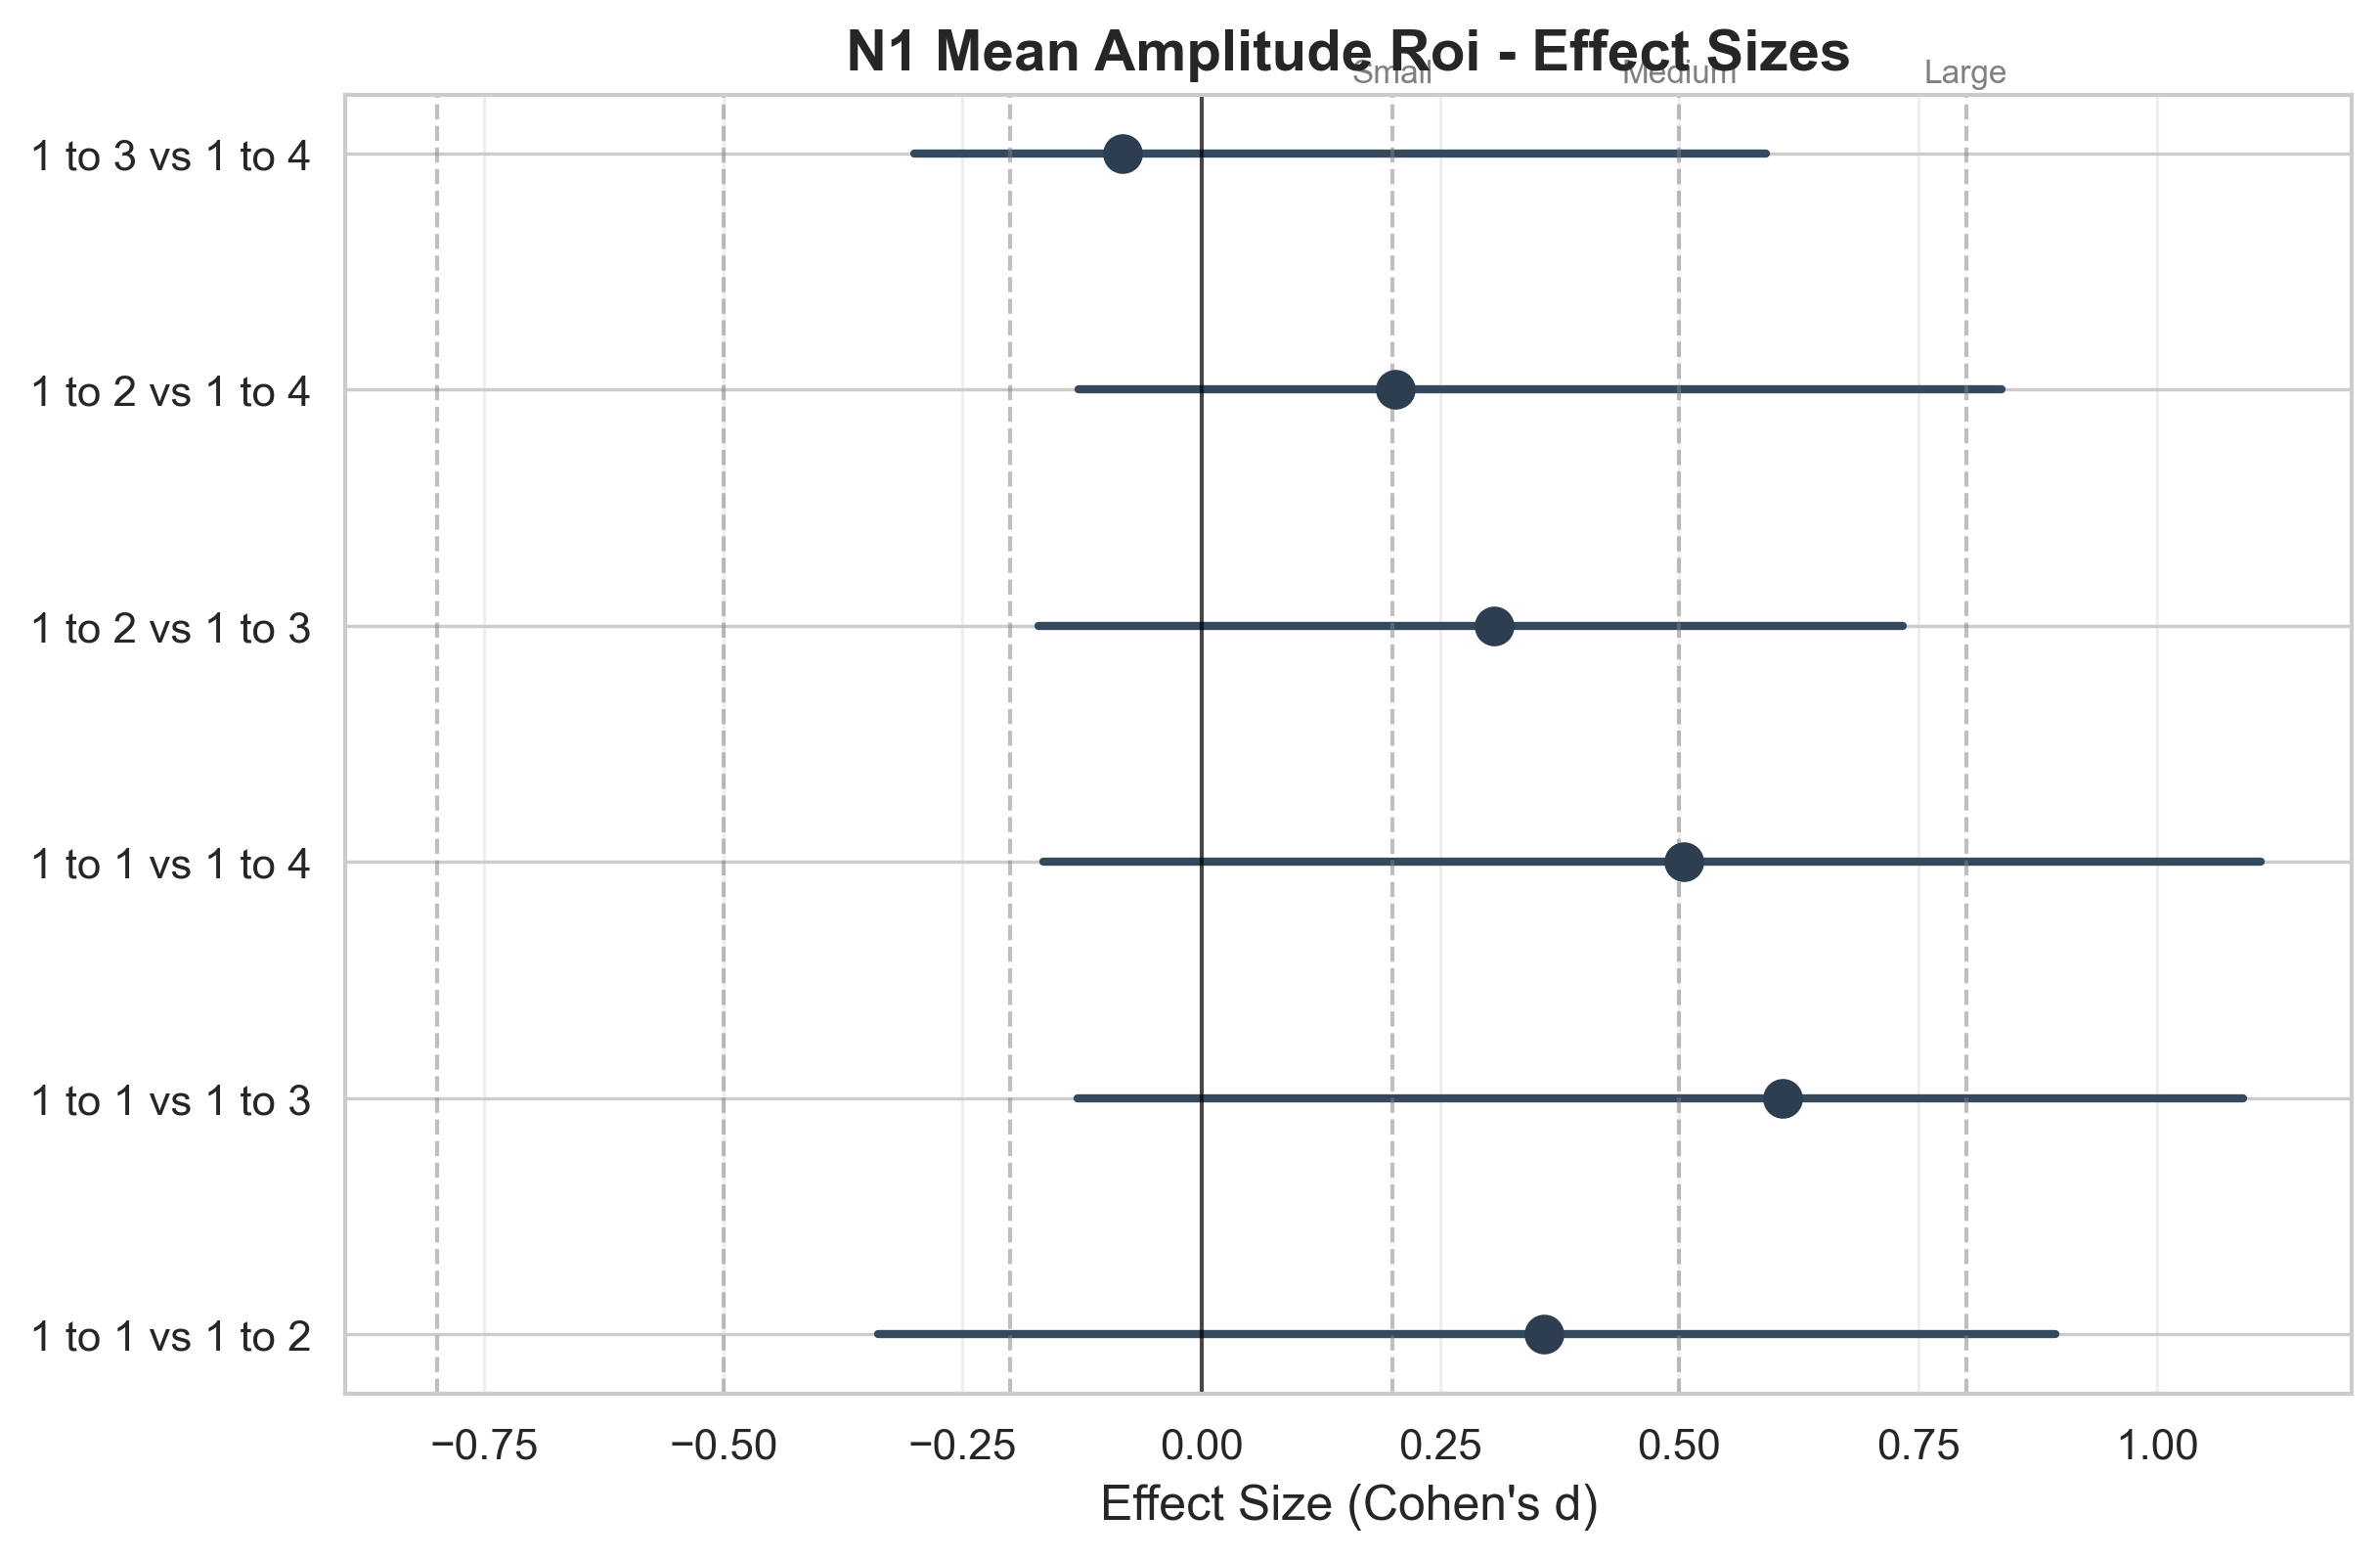 N1 Mean Amplitude Roi - Effect Sizes
Small Medium Large
1 to 3 vs 1 to 4
1 to 2 vs 1 to 4
1 to 2 vs 1 to 3
1 to 1 vs 1 to 4
1 to 1 vs 1 to 3
1 to 1 vs 1 to 2
−0.75 −0.50 −0.25 0.00 0.25 0.50 0.75 1.00
Effect Size (Cohen's d)